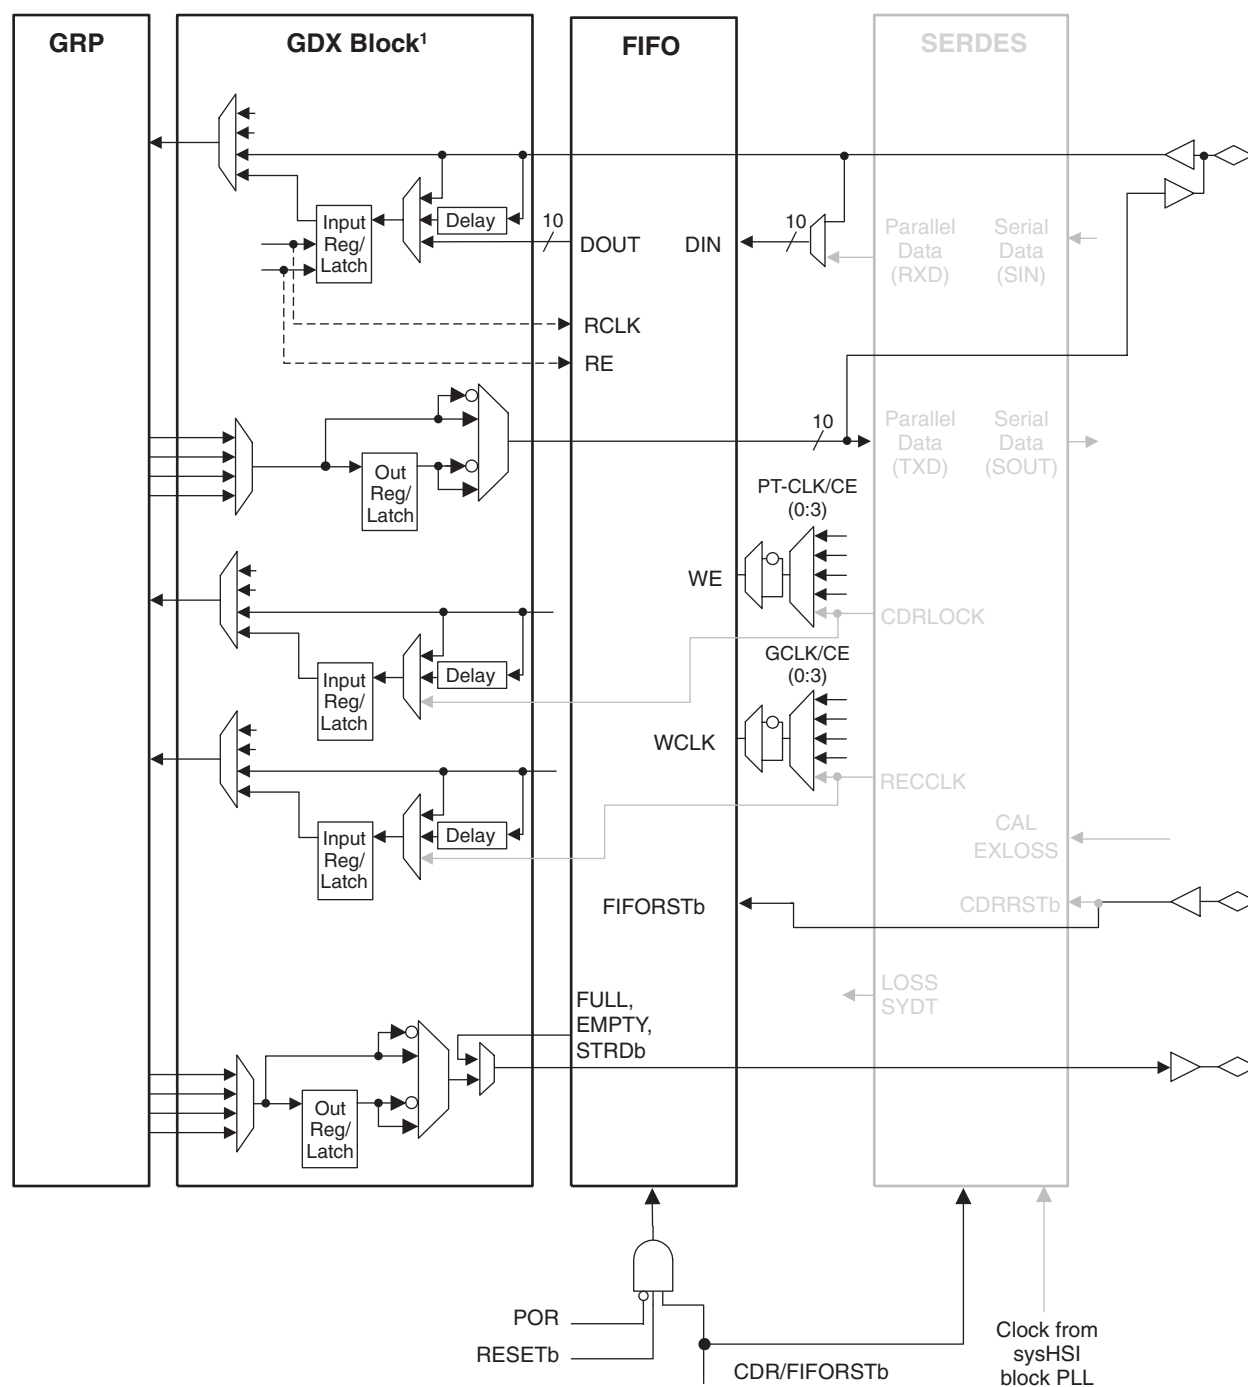 GRP
GDX Block¹
FIFO
SERDES
Input
Reg/
Latch
Delay
10
DOUT
DIN
10
Parallel
Data
(RXD)
Serial
Data
(SIN)
RCLK
RE
Out
Reg/
Latch
10
Parallel
Data
(TXD)
Serial
Data
(SOUT)
PT-CLK/CE
(0:3)
WE
CDRLOCK
Input
Reg/
Latch
Delay
GCLK/CE
(0:3)
WCLK
RECCLK
Input
Reg/
Latch
Delay
CAL
EXLOSS
FIFORSTb
CDRRSTb
LOSS
SYDT
FULL,
EMPTY,
STRDb
Out
Reg/
Latch
POR
RESETb
CDR/FIFORSTb
Clock from
sysHSI
block PLL